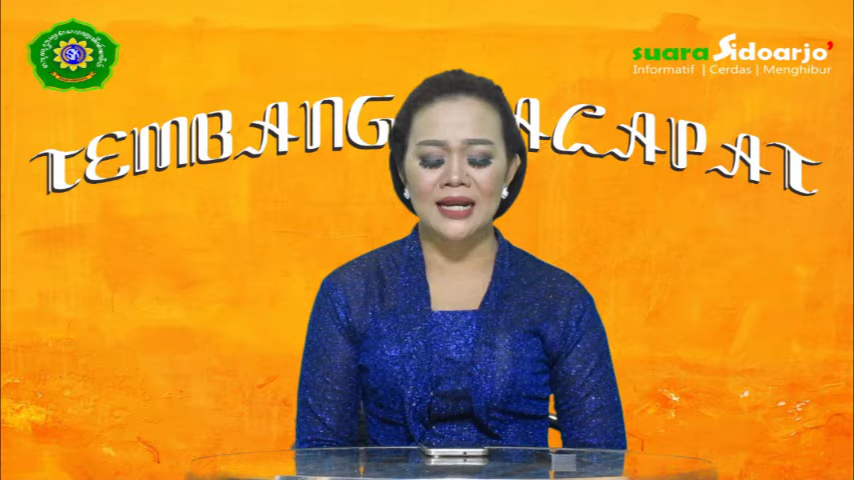 suara Sidoarjo'
Informatif | Cerdas | Menghibur
TEMBANG ACAPAT